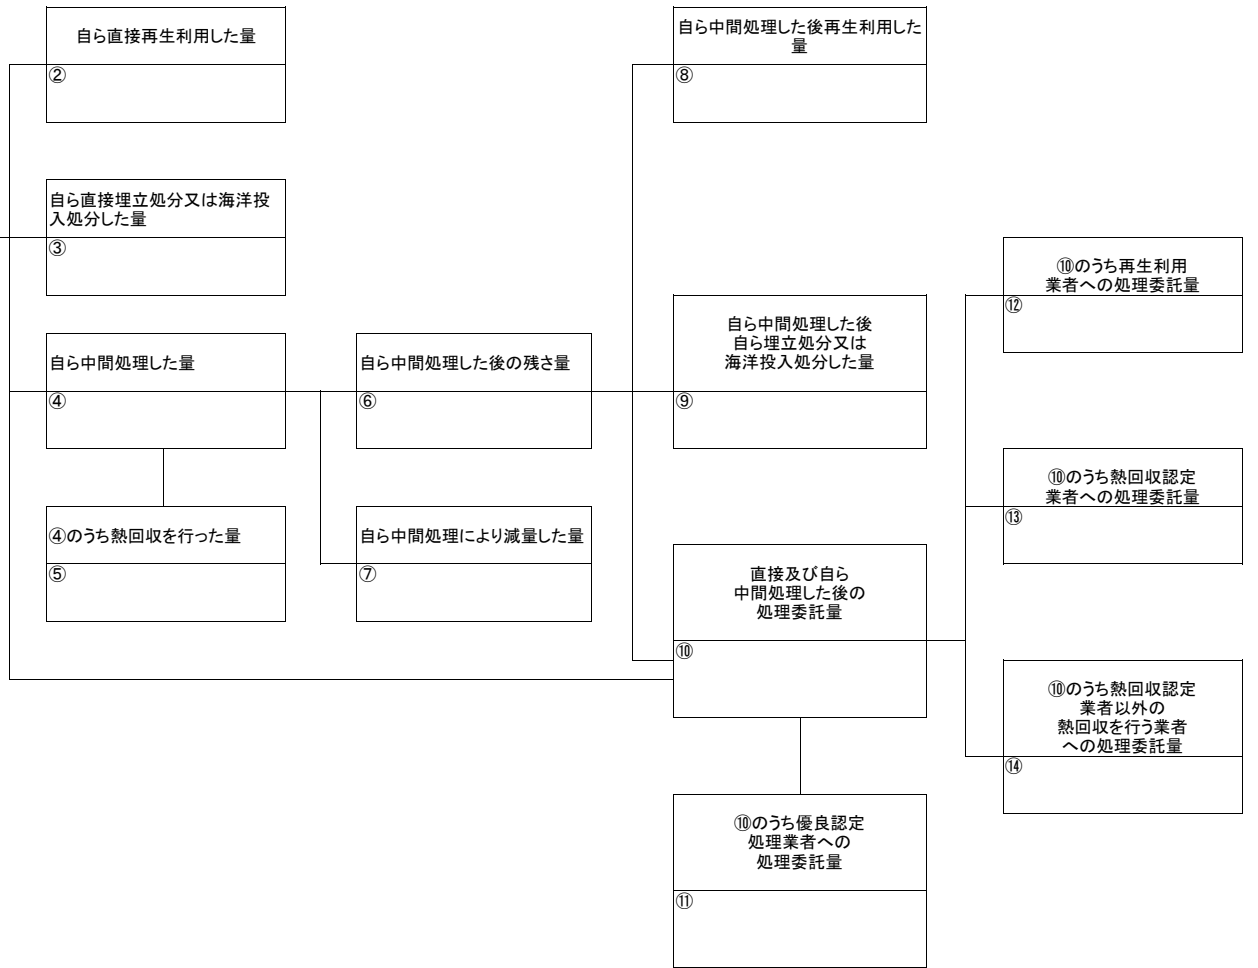 自ら直接再生利用した量
②
自ら中間処理した後再生利用した
量
⑧
自ら直接埋立処分又は海洋投
入処分した量
③
⑩のうち再生利用
業者への処理委託量
⑫
自ら中間処理した量
④
自ら中間処理した後の残さ量
⑥
自ら中間処理した後
自ら埋立処分又は
海洋投入処分した量
⑨
⑩のうち熱回収認定
業者への処理委託量
⑬
④のうち熱回収を行った量
⑤
自ら中間処理により減量した量
⑦
直接及び自ら
中間処理した後の
処理委託量
⑩
⑩のうち熱回収認定
業者以外の
熱回収を行う業者
への処理委託量
⑭
⑩のうち優良認定
処理業者への
処理委託量
⑪